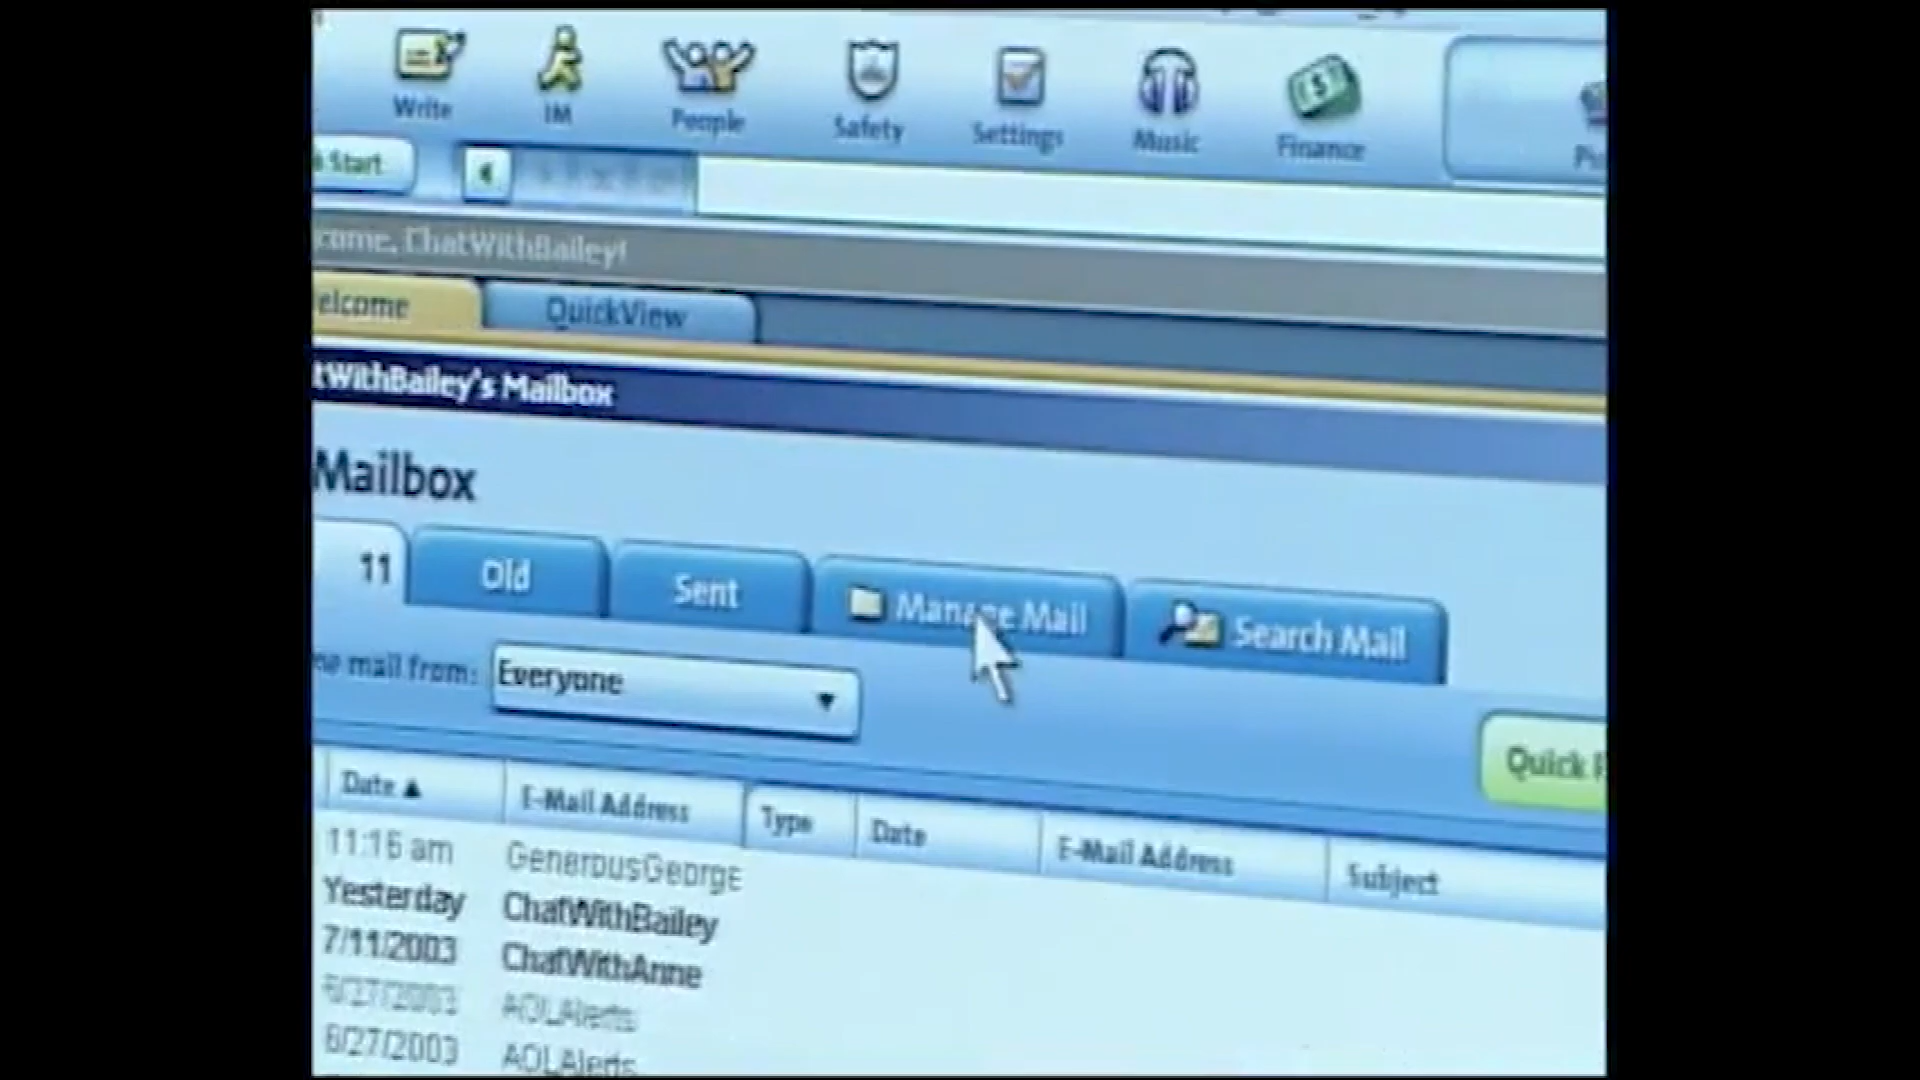 Write IM People Safety Settings Music Finance
Start
come, ChatWithBailey!
elcome QuickView
tWithBailey's Mailbox
Mailbox
11 Old Sent Manage Mail Search Mail
mail from: Everyone
Quick
Date ▲ E-Mail Address Type Date E-Mail Address Subject
11:15 am GenerousGeorge
Yesterday ChatWithBailey
7/11/2003 ChatWithAnne
6/27/2003 AOLAlerts
6/27/2003 AOLAlerts